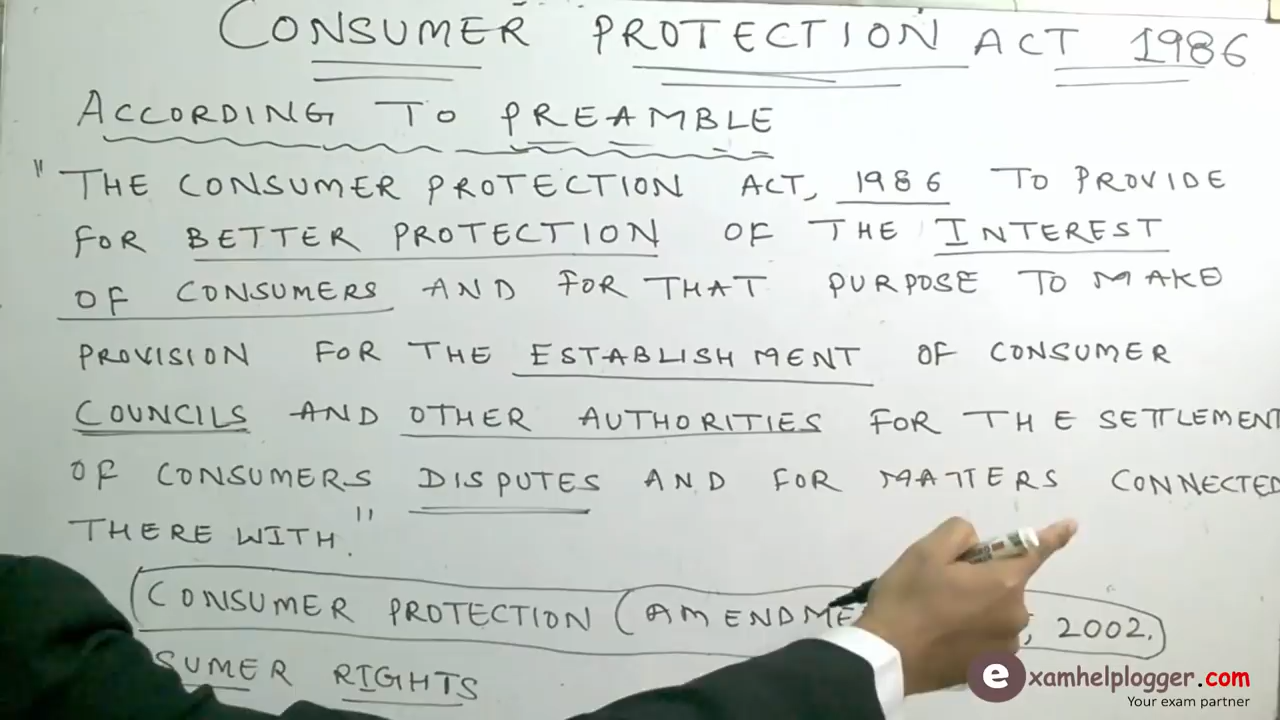 CONSUMER PROTECTION ACT 1986
ACCORDING TO PREAMBLE
"THE CONSUMER PROTECTION ACT, 1986 TO PROVIDE
FOR BETTER PROTECTION OF THE INTEREST
OF CONSUMERS AND FOR THAT PURPOSE TO MAKE
PROVISION FOR THE ESTABLISHMENT OF CONSUMER
COUNCILS AND OTHER AUTHORITIES FOR THE SETTLEMENT
OF CONSUMERS DISPUTES AND FOR MATTERS CONNECTED
THERE WITH."
CONSUMER PROTECTION (AMENDME , 2002.
SUMER RIGHTS
examhelplogger.com
Your exam partner